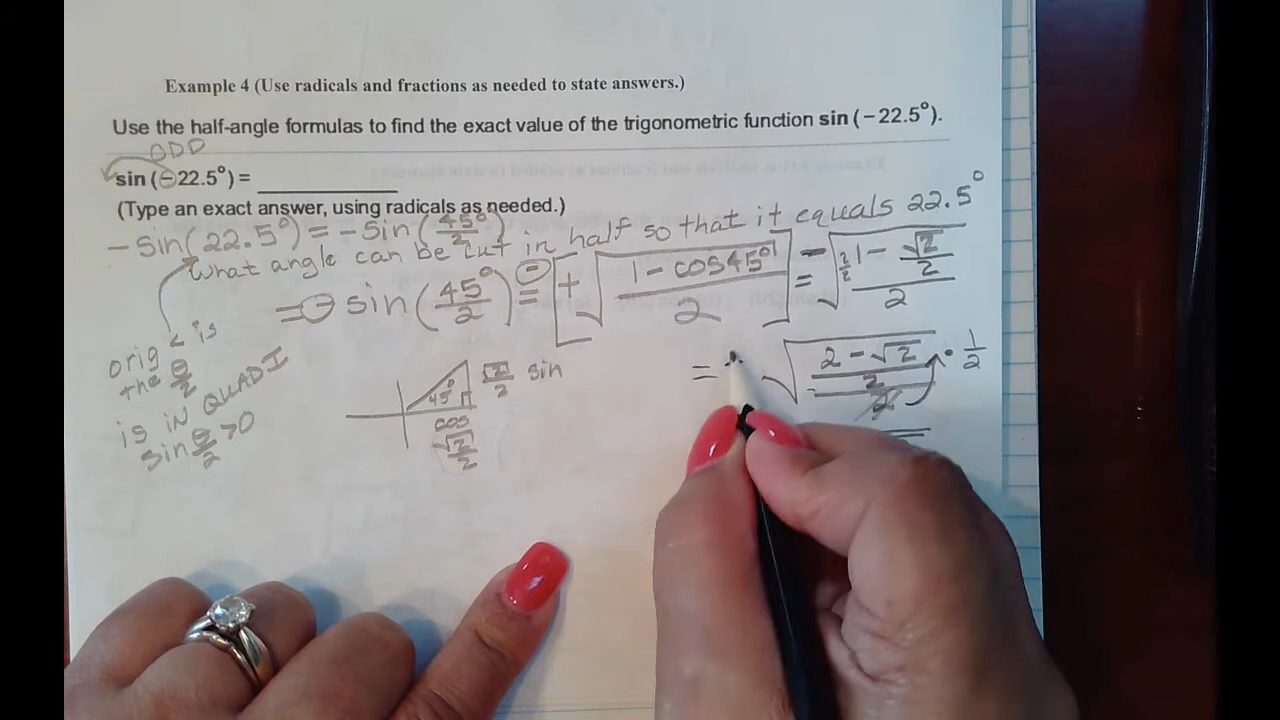 Example 4 (Use radicals and fractions as needed to state answers.)
Use the half-angle formulas to find the exact value of the trigonometric function sin (−22.5°).
ODD
sin (−22.5°) = ________
(Type an exact answer, using radicals as needed.)
-sin(22.5°) = -sin(45°/2)
What angle can be cut in half so that it equals 22.5°
= - sin(45°/2) = - [+√((1 - cos45°)/2)] = -√((2/2 1 - √2/2)/2)
orig ∠ is
the θ/2
is in QUAD I
sin θ/2 >0
45°
√2/2 sin
cos
√2/2
= - √(((2 - √2)/2)/2 · 1/2)